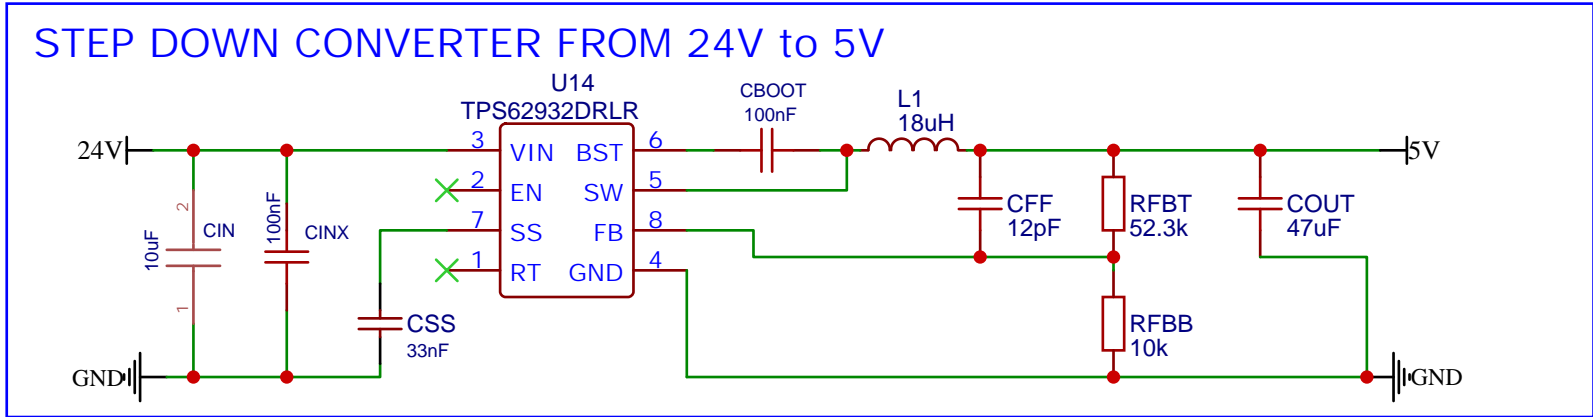 STEP DOWN CONVERTER FROM 24V to 5V
U14
TPS62932DRLR
CBOOT
100nF
L1
18uH
24V
3
VIN
BST
6
5V
2
EN
SW
5
7
SS
FB
8
1
RT
GND
4
2
CIN
10uF
1
100nF
CINX
CSS
33nF
CFF
12pF
RFBT
52.3k
COUT
47uF
RFBB
10k
GND
GND